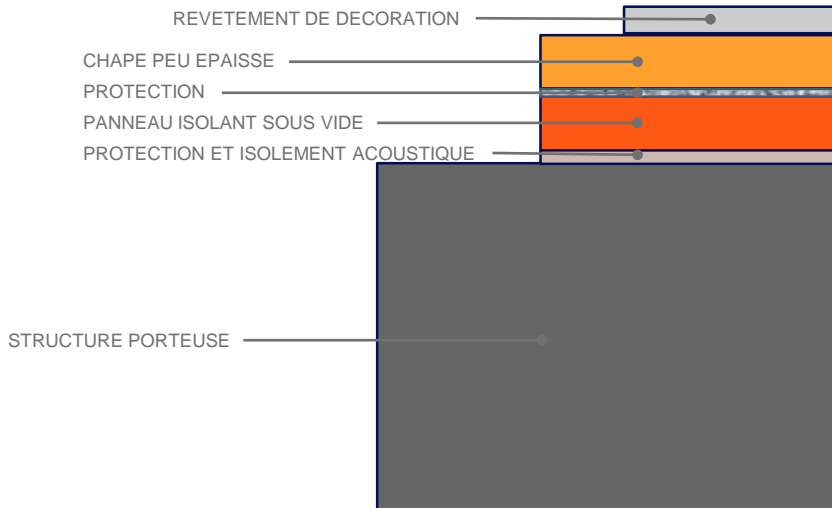 REVETEMENT DE DECORATION
CHAPE PEU EPAISSE
PROTECTION
PANNEAU ISOLANT SOUS VIDE
PROTECTION ET ISOLEMENT ACOUSTIQUE
STRUCTURE PORTEUSE